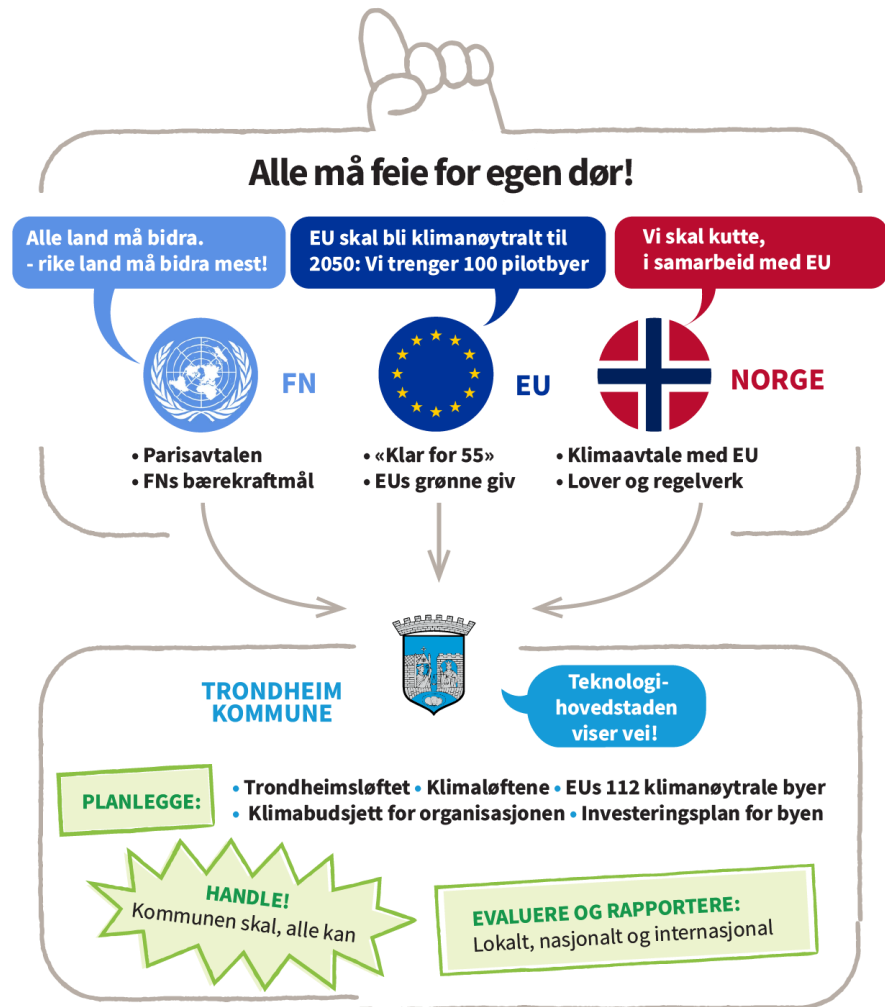 Alle må feie for egen dør!
Alle land må bidra.
- rike land må bidra mest!
EU skal bli klimanøytralt til
2050: Vi trenger 100 pilotbyer
Vi skal kutte,
i samarbeid med EU
FN
EU
NORGE
• Parisavtalen
• FNs bærekraftmål
• «Klar for 55»
• EUs grønne giv
• Klimaavtale med EU
• Lover og regelverk
TRONDHEIM
KOMMUNE
Teknologi-
hovedstaden
viser vei!
PLANLEGGE:
• Trondheimsløftet • Klimaløftene • EUs 112 klimanøytrale byer
• Klimabudsjett for organisasjonen • Investeringsplan for byen
HANDLE!
Kommunen skal, alle kan
EVALUERE OG RAPPORTERE:
Lokalt, nasjonalt og internasjonal